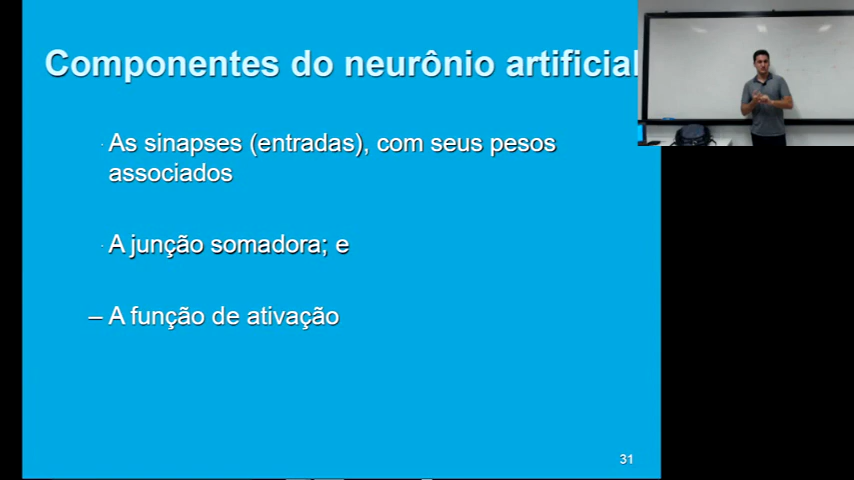 Componentes do neurônio artificial
As sinapses (entradas), com seus pesos
associados
A junção somadora; e
– A função de ativação
31